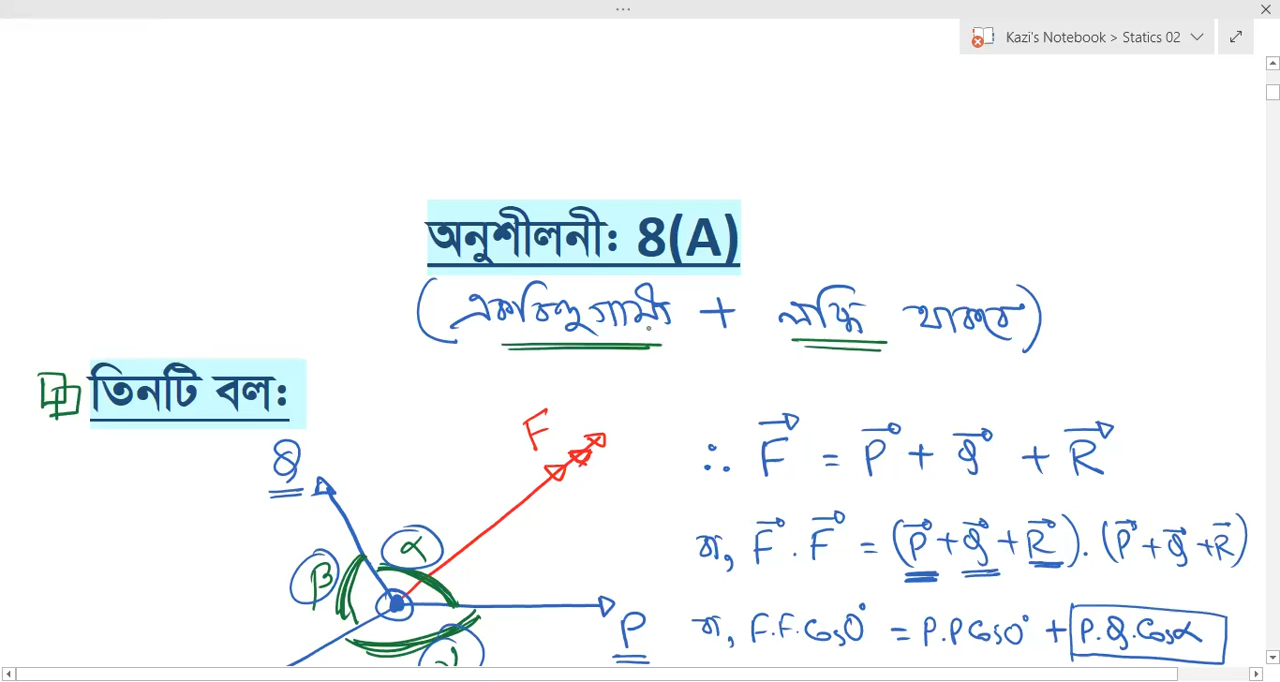 Kazi's Notebook > Statics 02
অনুশীলনী: 8(A)
(একবিন্দুগামী + লব্ধি থাকবে)
তিনটি বল:
F
Q
α
β
P
γ
∴ F⃗ = P⃗ + Q⃗ + R⃗
বা, F⃗ . F⃗ = (P⃗ + Q⃗ + R⃗) . (P⃗ + Q⃗ + R⃗)
বা, F.F.Cos0° = P.P Cos0° + P.Q.Cosα